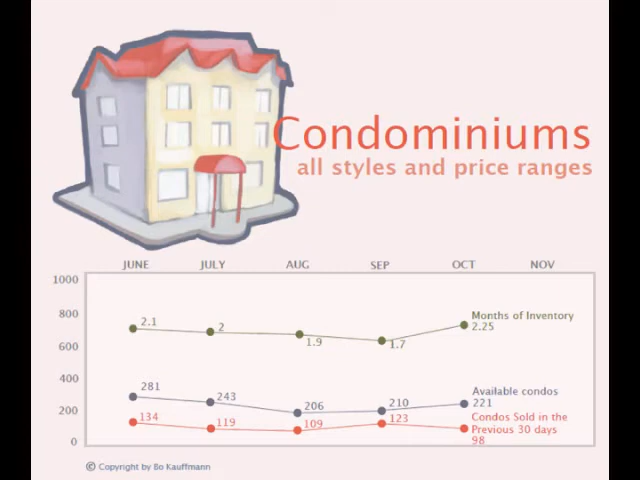 Condominiums
all styles and price ranges
JUNE JULY AUG SEP OCT NOV
1000
800
600
400
200
0
2.1 2 1.9 1.7
Months of Inventory
2.25
281 243 206 210
Available condos
221
134 119 109 123
Condos Sold in the
Previous 30 days
98
© Copyright by Bo Kauffmann